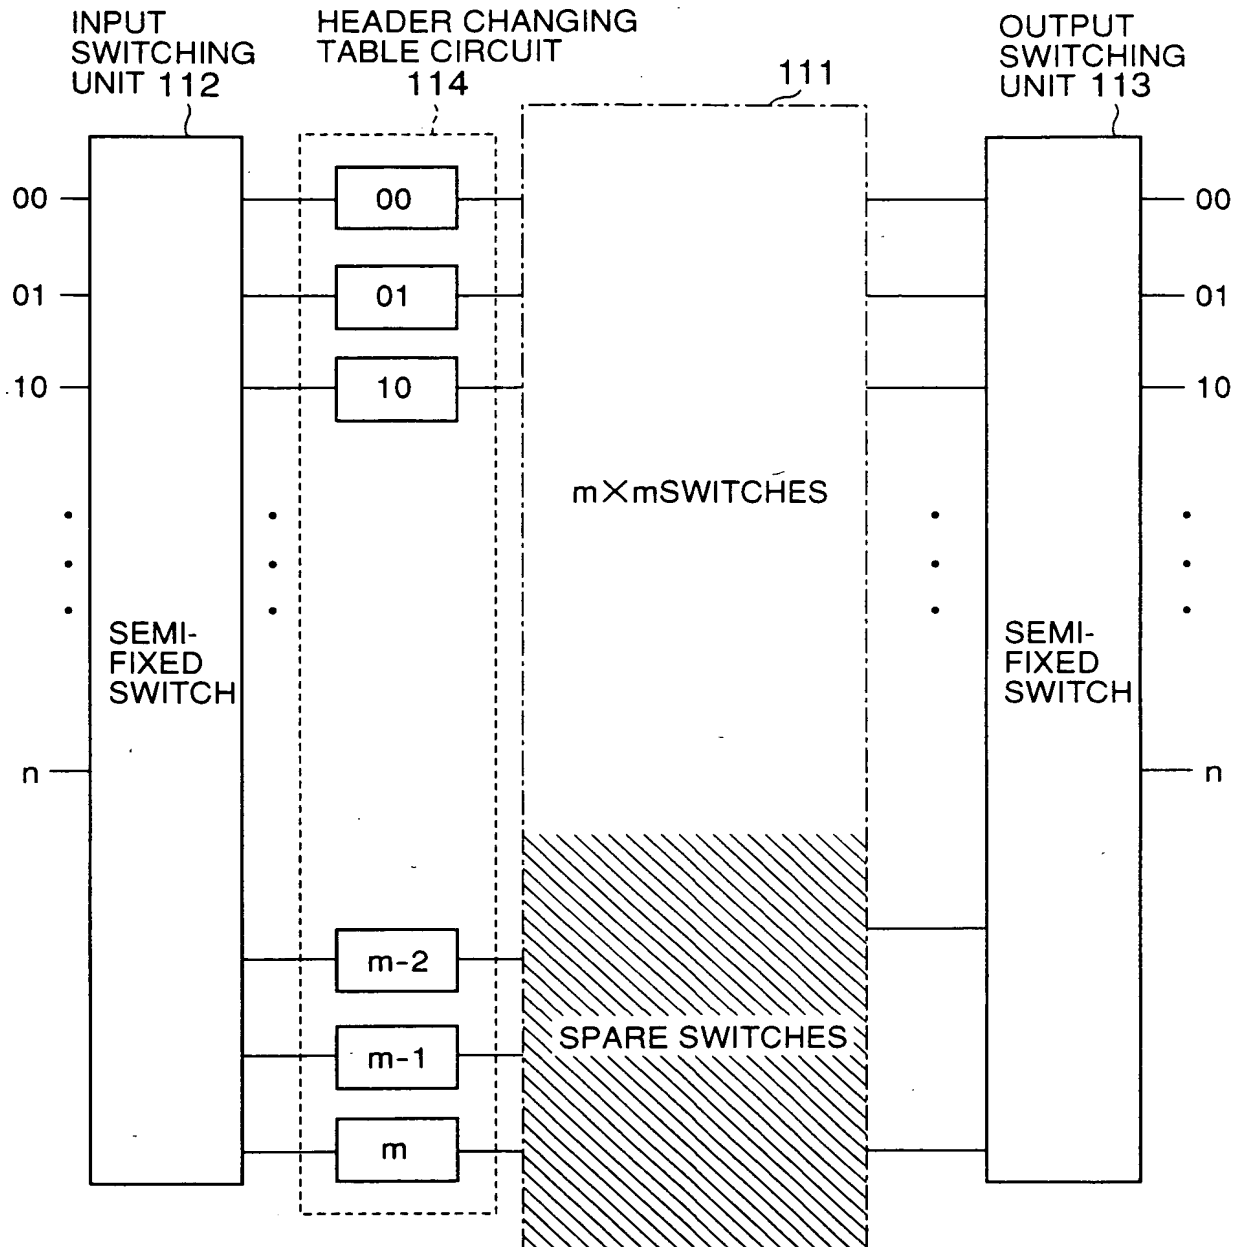 INPUT
SWITCHING
UNIT 112
HEADER CHANGING
TABLE CIRCUIT
114
111
OUTPUT
SWITCHING
UNIT 113
00
00
00
01
01
01
10
10
10
m×mSWITCHES
SEMI-
FIXED
SWITCH
SEMI-
FIXED
SWITCH
n
n
m-2
SPARE SWITCHES
m-1
m